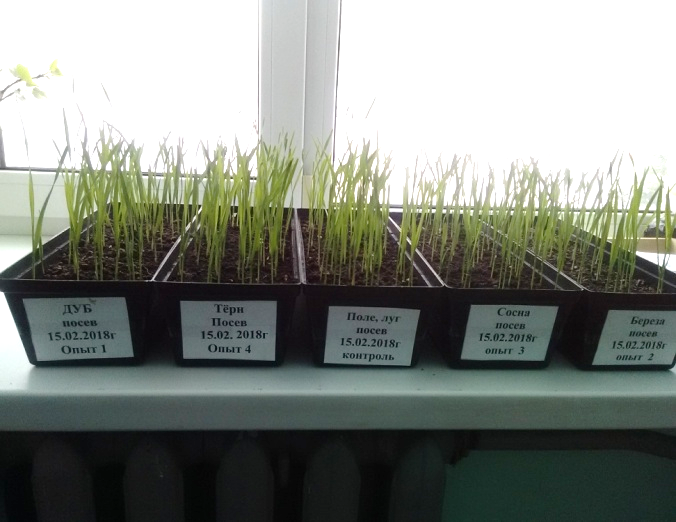 ДУБ
посев
15.02.2018г
Опыт 1
Тёрн
Посев
15.02. 2018г
Опыт 4
Поле, луг
посев
15.02.2018г
контроль
Сосна
посев
15.02.2018г
опыт 3
Береза
посев
15.02.2018г
опыт 2